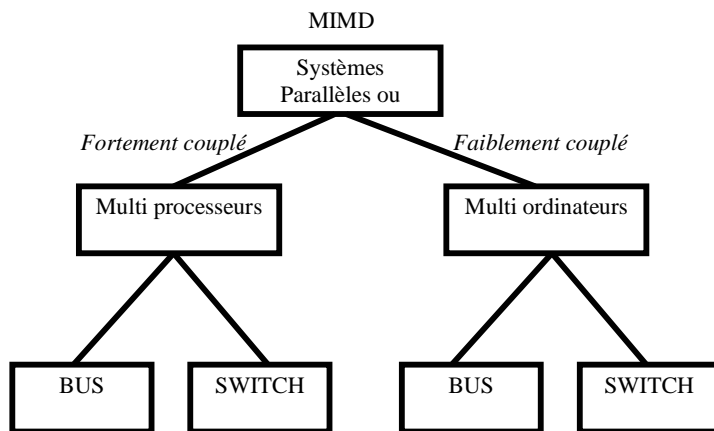 MIMD
Systèmes
Parallèles ou
Fortement couplé
Faiblement couplé
Multi processeurs
Multi ordinateurs
BUS
SWITCH
BUS
SWITCH